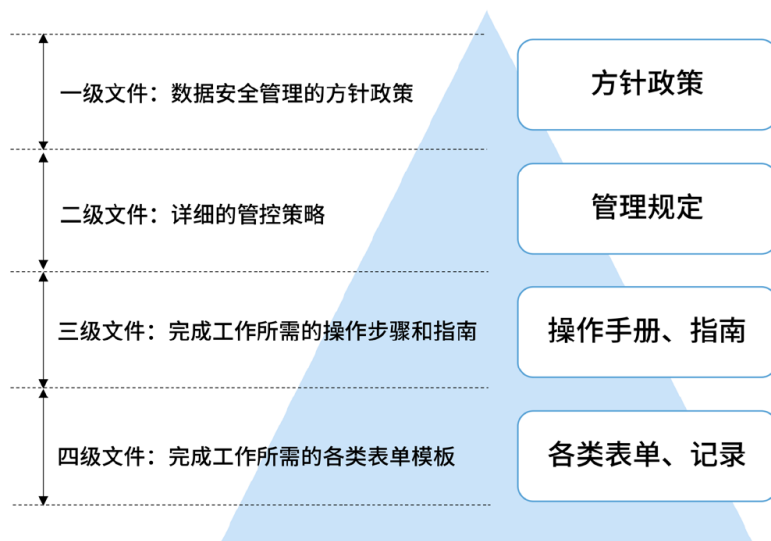 一级文件：数据安全管理的方针政策
方针政策
二级文件：详细的管控策略
管理规定
三级文件：完成工作所需的操作步骤和指南
操作手册、指南
四级文件：完成工作所需的各类表单模板
各类表单、记录